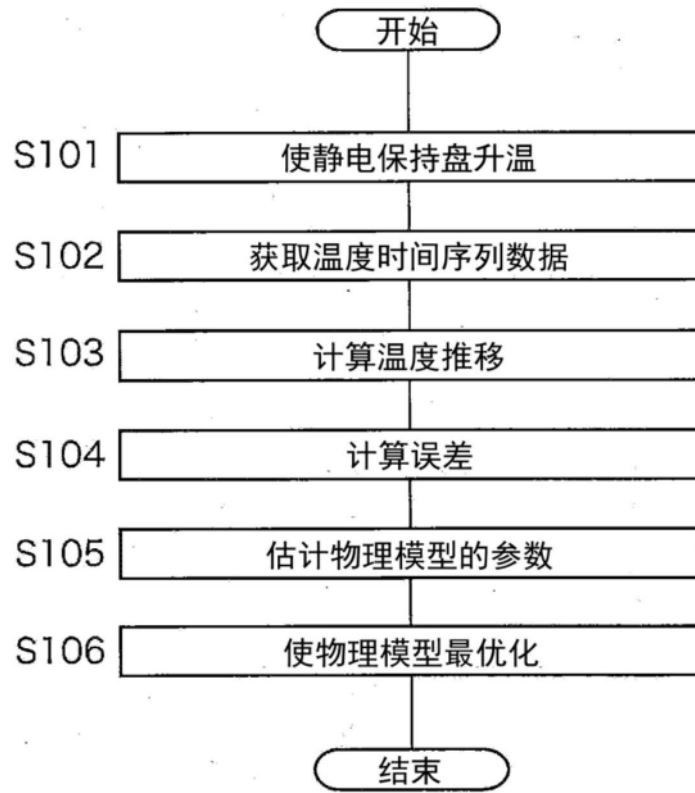 开始
S101 使静电保持盘升温
S102 获取温度时间序列数据
S103 计算温度推移
S104 计算误差
S105 估计物理模型的参数
S106 使物理模型最优化
结束